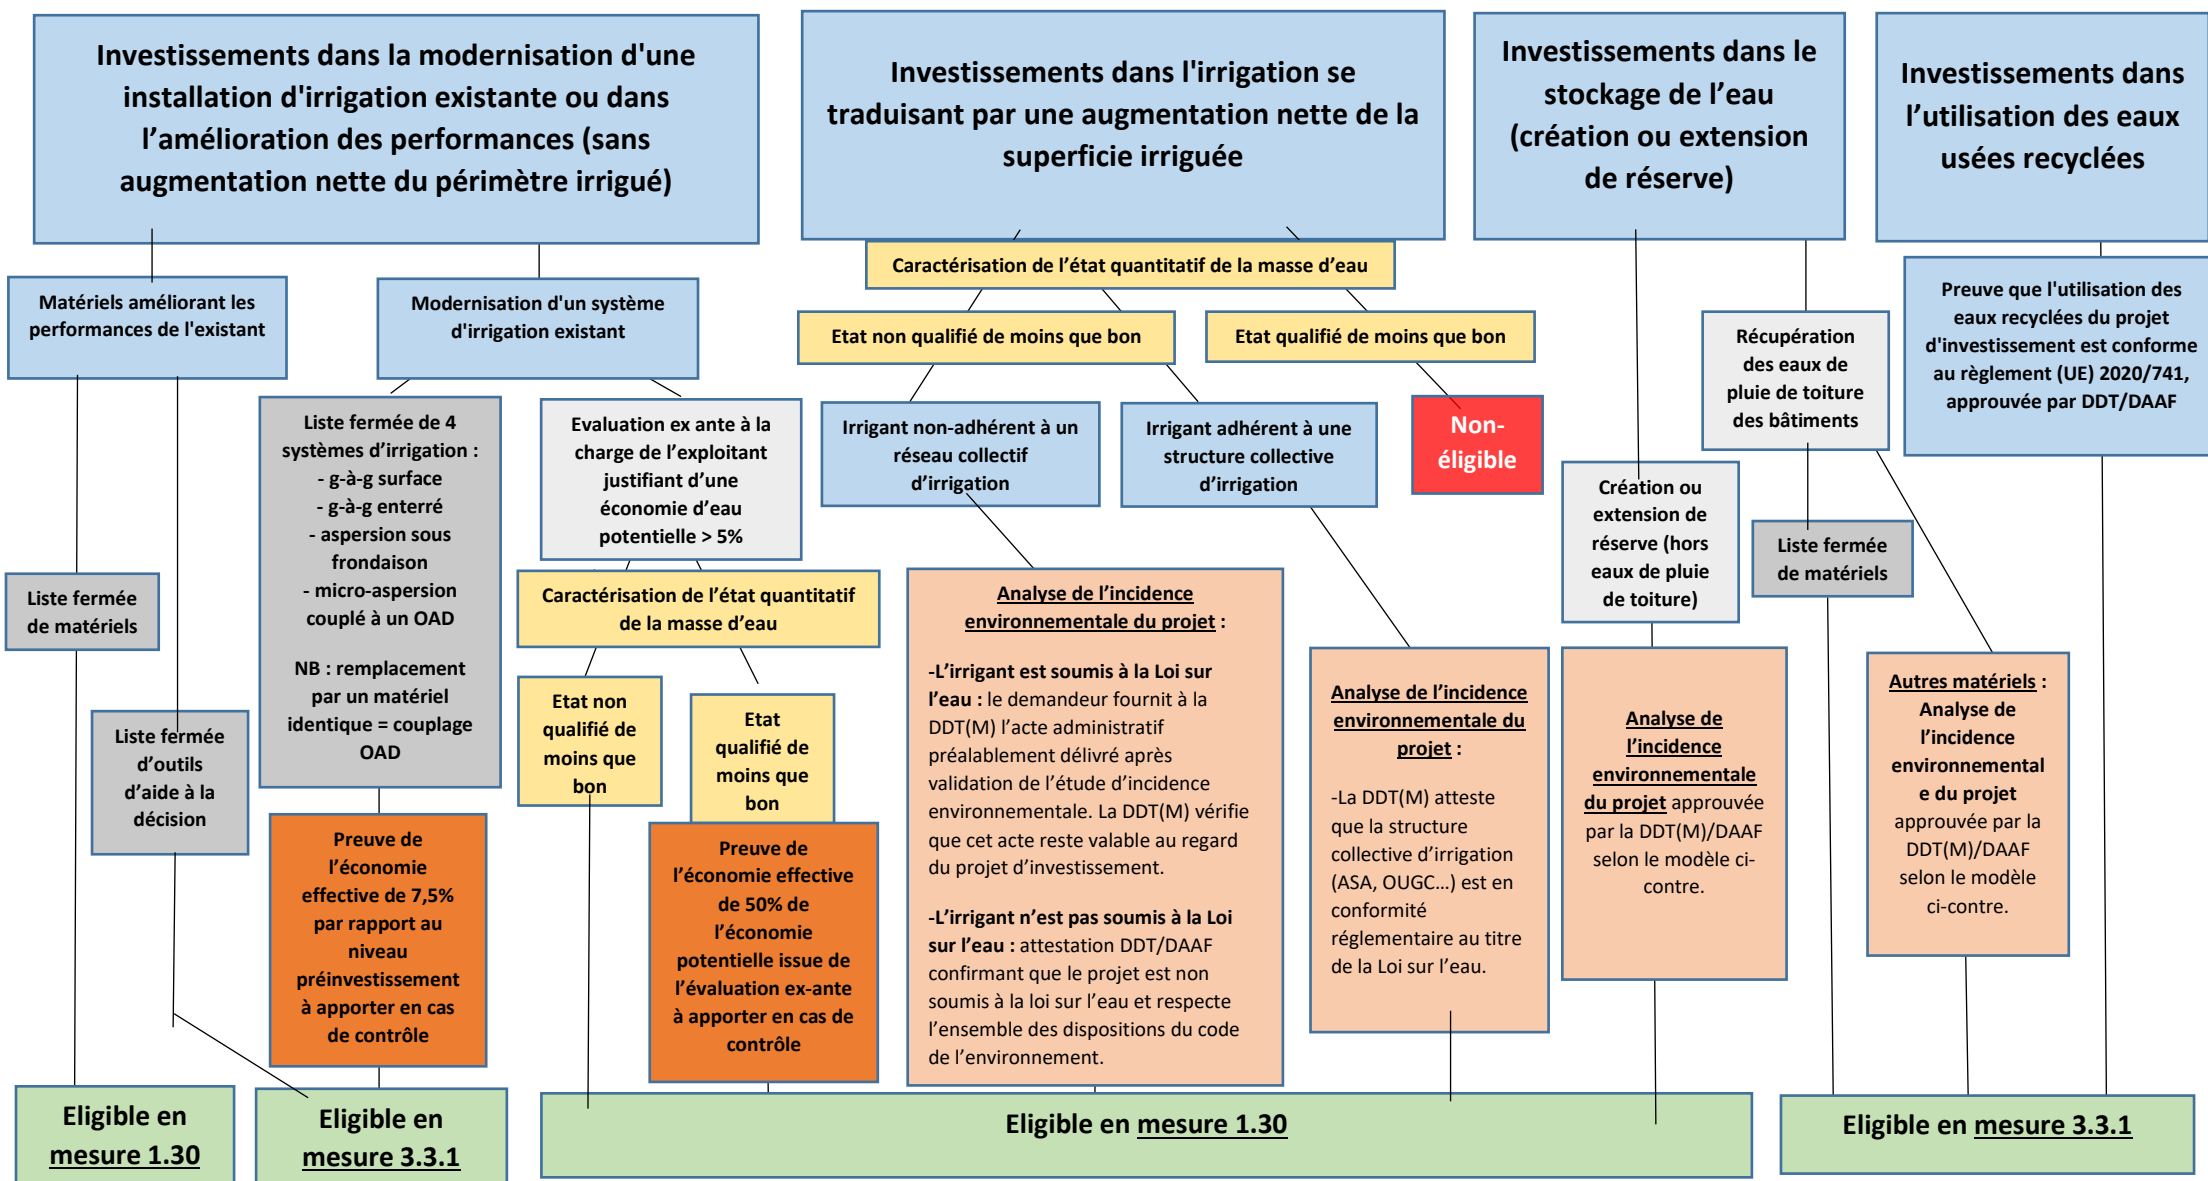 Investissements dans la modernisation d'une
installation d'irrigation existante ou dans
l’amélioration des performances (sans
augmentation nette du périmètre irrigué)
Investissements dans l'irrigation se
traduisant par une augmentation nette de la
superficie irriguée
Investissements dans le
stockage de l’eau
(création ou extension
de réserve)
Investissements dans
l’utilisation des eaux
usées recyclées
Matériels améliorant les
performances de l'existant
Modernisation d'un système
d'irrigation existant
Caractérisation de l’état quantitatif de la masse d’eau
Etat non qualifié de moins que bon
Etat qualifié de moins que bon
Récupération
des eaux de
pluie de toiture
des bâtiments
Preuve que l'utilisation des
eaux recyclées du projet
d'investissement est conforme
au règlement (UE) 2020/741,
approuvée par DDT/DAAF
Liste fermée de 4
systèmes d’irrigation :
- g-à-g surface
- g-à-g enterré
- aspersion sous
frondaison
- micro-aspersion
couplé à un OAD
NB : remplacement
par un matériel
identique = couplage
OAD
Evaluation ex ante à la
charge de l’exploitant
justifiant d’une
économie d’eau
potentielle > 5%
Irrigant non-adhérent à un
réseau collectif
d’irrigation
Irrigant adhérent à une
structure collective
d’irrigation
Non-
éligible
Création ou
extension de
réserve (hors
eaux de pluie
de toiture)
Liste fermée
de matériels
Liste fermée
de matériels
Liste fermée
d’outils
d’aide à la
décision
Caractérisation de l’état quantitatif
de la masse d’eau
Etat non
qualifié de
moins que
bon
Etat
qualifié de
moins que
bon
Preuve de
l’économie
effective de 7,5%
par rapport au
niveau
préinvestissement
à apporter en cas
de contrôle
Preuve de
l’économie effective
de 50% de
l’économie
potentielle issue de
l’évaluation ex-ante
à apporter en cas de
contrôle
Analyse de l’incidence
environnementale du projet :
-L’irrigant est soumis à la Loi sur
l’eau : le demandeur fournit à la
DDT(M) l’acte administratif
préalablement délivré après
validation de l’étude d’incidence
environnementale. La DDT(M) vérifie
que cet acte reste valable au regard
du projet d’investissement.
-L’irrigant n’est pas soumis à la Loi
sur l’eau : attestation DDT/DAAF
confirmant que le projet est non
soumis à la loi sur l’eau et respecte
l’ensemble des dispositions du code
de l’environnement.
Analyse de l’incidence
environnementale du
projet :
-La DDT(M) atteste
que la structure
collective d’irrigation
(ASA, OUGC…) est en
conformité
réglementaire au titre
de la Loi sur l’eau.
Analyse de
l’incidence
environnementale
du projet approuvée
par la DDT(M)/DAAF
selon le modèle ci-
contre.
Autres matériels :
Analyse de
l’incidence
environnemental
e du projet
approuvée par la
DDT(M)/DAAF
selon le modèle
ci-contre.
Eligible en
mesure 1.30
Eligible en
mesure 3.3.1
Eligible en mesure 1.30
Eligible en mesure 3.3.1